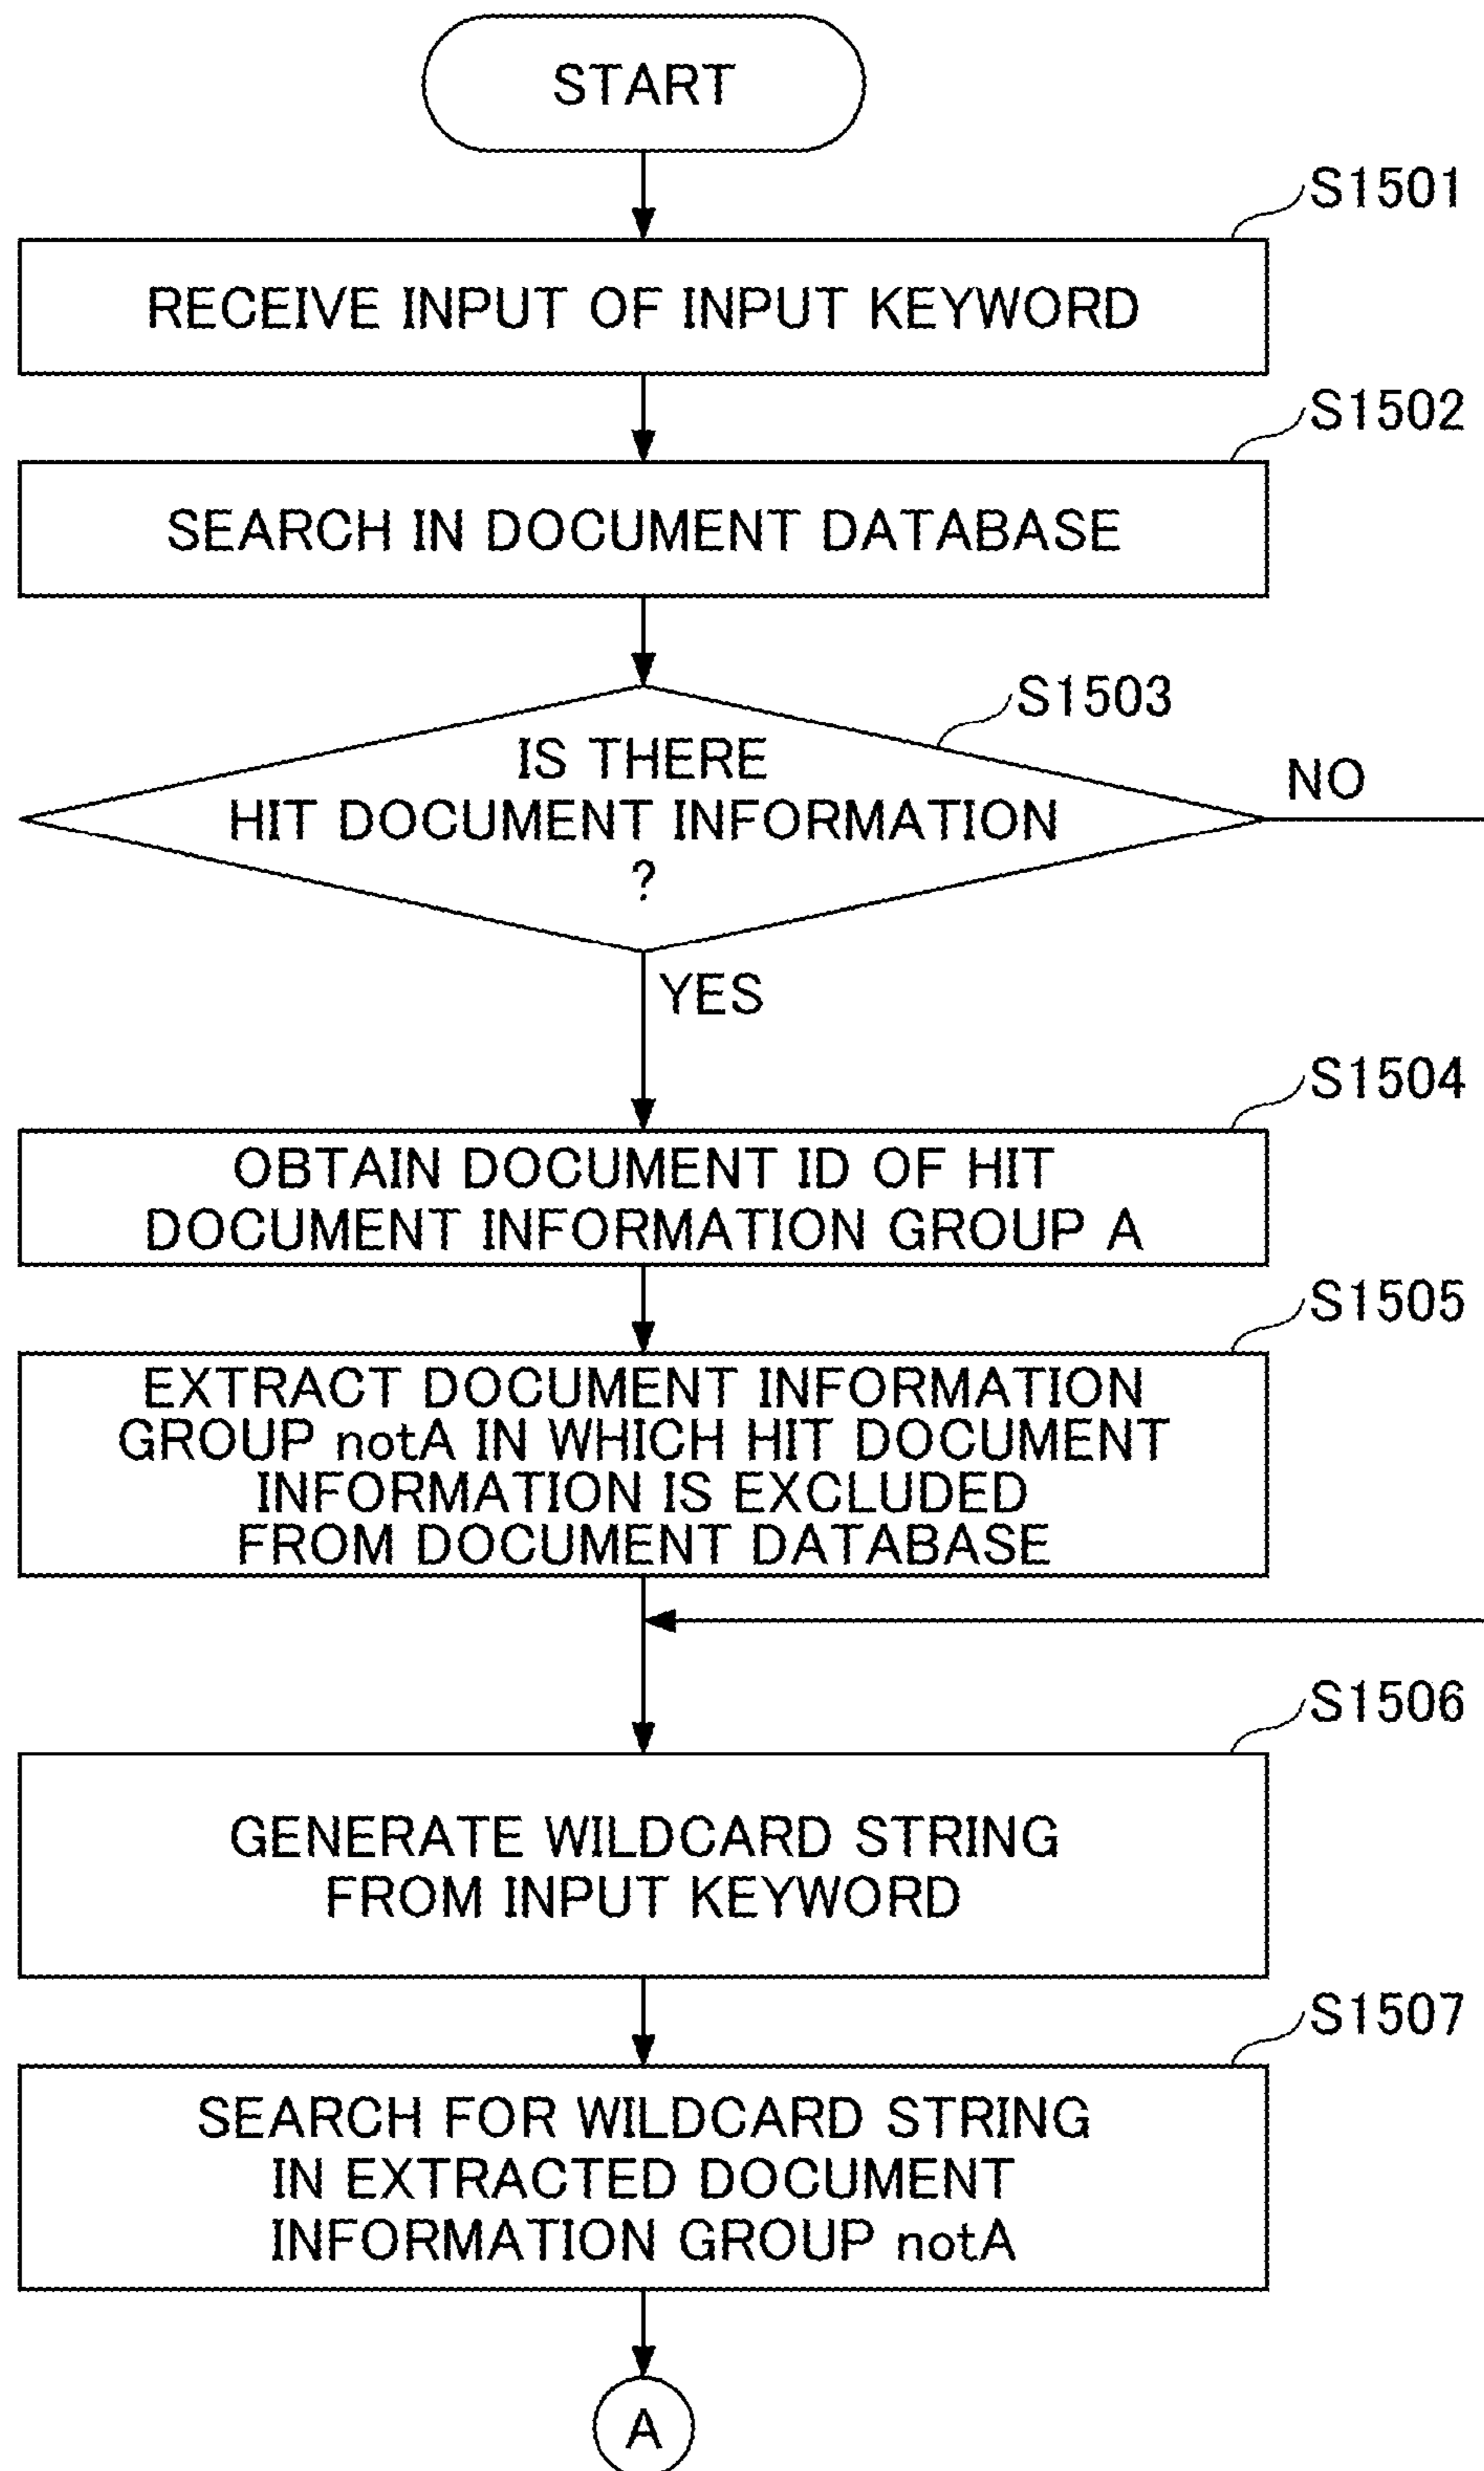 START
S1501
RECEIVE INPUT OF INPUT KEYWORD
S1502
SEARCH IN DOCUMENT DATABASE
S1503
IS THERE
HIT DOCUMENT INFORMATION
?
NO
YES
S1504
OBTAIN DOCUMENT ID OF HIT
DOCUMENT INFORMATION GROUP A
S1505
EXTRACT DOCUMENT INFORMATION
GROUP notA IN WHICH HIT DOCUMENT
INFORMATION IS EXCLUDED
FROM DOCUMENT DATABASE
S1506
GENERATE WILDCARD STRING
FROM INPUT KEYWORD
S1507
SEARCH FOR WILDCARD STRING
IN EXTRACTED DOCUMENT
INFORMATION GROUP notA
A